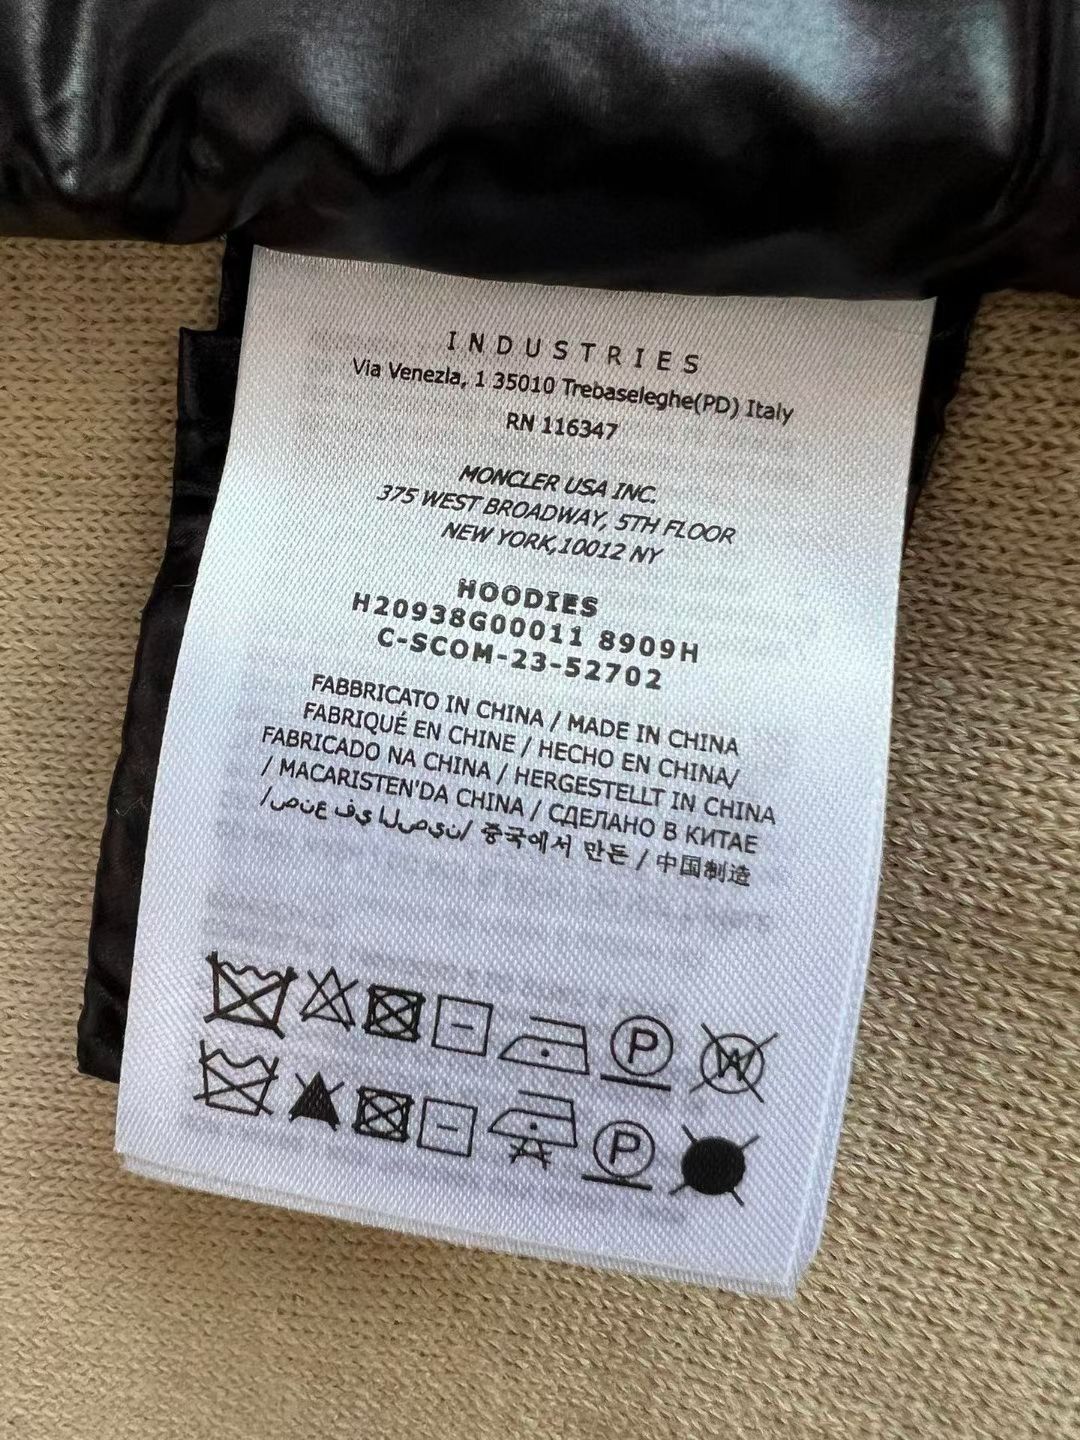 INDUSTRIES
Via Venezia, 1 35010 Trebaseleghe(PD) Italy
RN 116347
MONCLER USA INC.
375 WEST BROADWAY, 5TH FLOOR
NEW YORK,10012 NY
HOODIES
H20938G00011 8909H
C-SCOM-23-52702
FABBRICATO IN CHINA / MADE IN CHINA
FABRIQUÉ EN CHINE / HECHO EN CHINA/
FABRICADO NA CHINA / HERGESTELLT IN CHINA
/ MACARISTEN'DA CHINA / СДЕЛАНО В КИТАЕ
/صنع في الصين/ 중국에서 만든 / 中国制造
P W
P